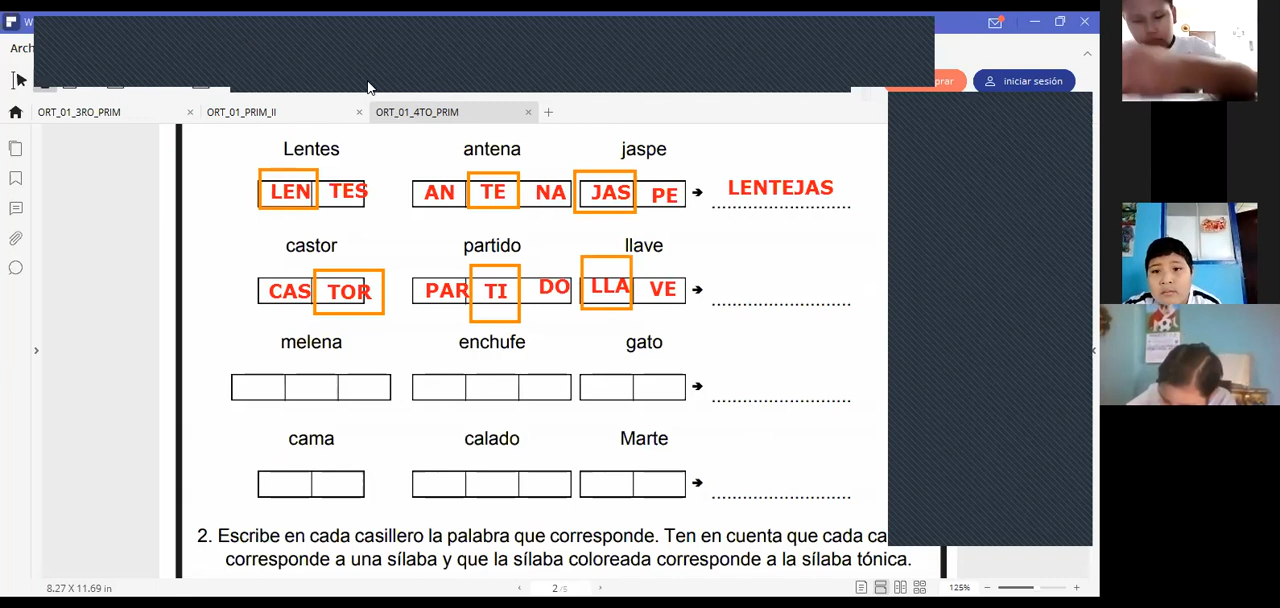 W
Arch
prar
iniciar sesión
ORT_01_3RO_PRIM ORT_01_PRIM_II ORT_01_4TO_PRIM
Lentes antena jaspe
LEN TES AN TE NA JAS PE LENTEJAS
castor partido llave
CAS TOR PAR TI DO LLA VE
melena enchufe gato
cama calado Marte
2. Escribe en cada casillero la palabra que corresponde. Ten en cuenta que cada ca
corresponde a una sílaba y que la sílaba coloreada corresponde a la sílaba tónica.
8.27 x 11.69 in 2 /5 125%